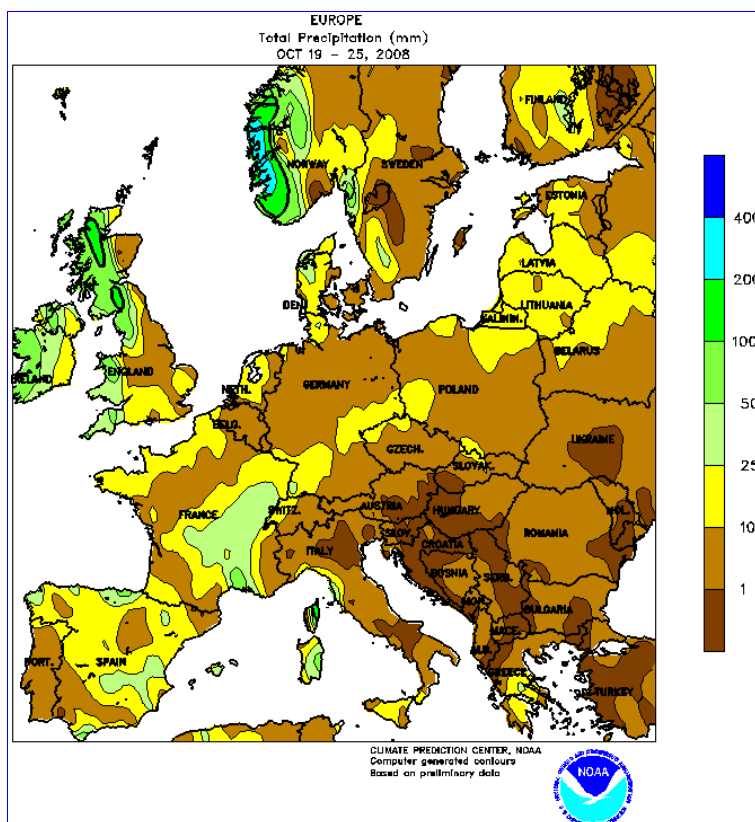 EUROPE
Total Precipitation (mm)
OCT 19 - 25, 2008
FINLAND
NORWAY
SWEDEN
ESTONIA
LATVIA
LITHUANIA
DEN.
KALININ.
BELARUS
IRELAND
ENGLAND
NETH.
GERMANY
POLAND
BELG.
UKRAINE
CZECH.
SLOVAK.
FRANCE
SWITZ.
AUSTRIA
HUNGARY
MOL.
ROMANIA
SLOV.
ITALY
CROATIA
BOSNIA
SERB.
MON.
BULGARIA
MACE.
PORT.
SPAIN
ALB.
GREECE
TURKEY
400
200
100
50
25
10
1
CLIMATE PREDICTION CENTER, NOAA
Computer generated contours
Based on preliminary data
NOAA